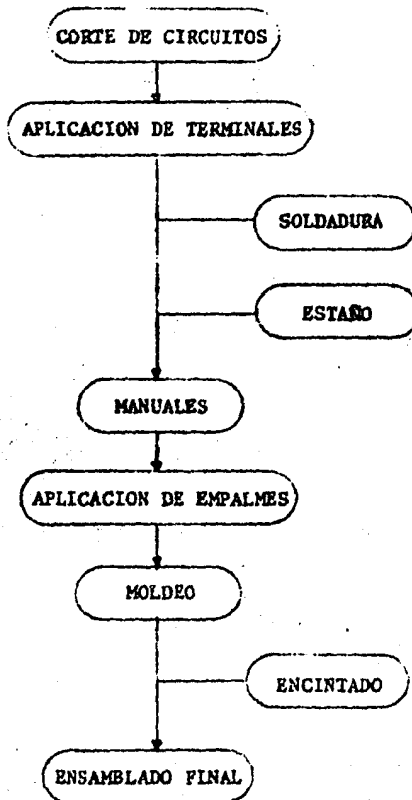 CORTE DE CIRCUITOS
APLICACION DE TERMINALES
SOLDADURA
ESTAÑO
MANUALES
APLICACION DE EMPALMES
MOLDEO
ENCINTADO
ENSAMBLADO FINAL